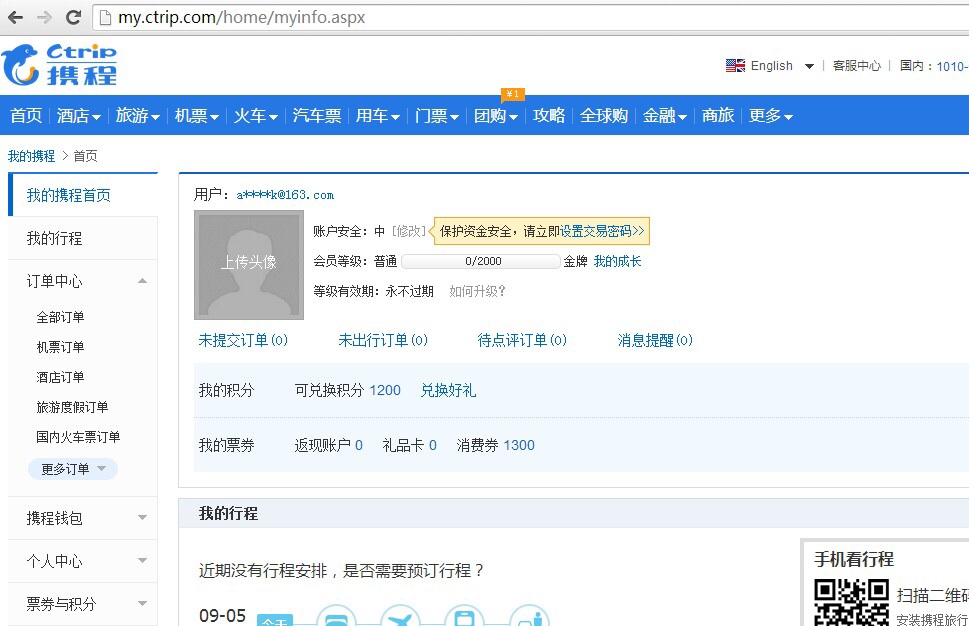 my.ctrip.com/home/myinfo.aspx
Ctrip
携程
English
客服中心
国内：1010-
¥1
首页 酒店 旅游 机票 火车 汽车票 用车 门票 团购 攻略 全球购 金融 商旅 更多
我的携程 > 首页
我的携程首页
我的行程
订单中心
全部订单
机票订单
酒店订单
旅游度假订单
国内火车票订单
更多订单
携程钱包
个人中心
票券与积分
用户：a****k@163.com
上传头像
账户安全：中 [修改] 保护资金安全，请立即设置交易密码>>
会员等级：普通 0/2000 金牌 我的成长
等级有效期：永不过期 如何升级？
未提交订单(0) 未出行订单(0) 待点评订单(0) 消息提醒(0)
我的积分 可兑换积分 1200 兑换好礼
我的票券 返现账户 0 礼品卡 0 消费券 1300
我的行程
近期没有行程安排，是否需要预订行程？
09-05 今天
手机看行程
扫描二维码
安装携程旅行